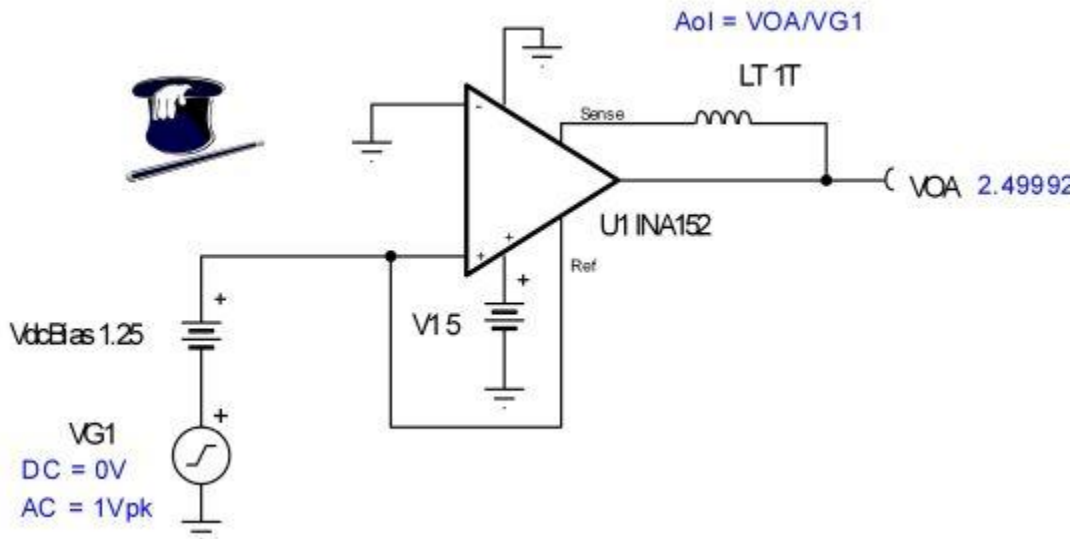 Aol = VOA/VG1
LT 1T
Sense
-
VOA 2.49992
U1 INA152
+
+
Ref
+
+
V1 5
VdcBias 1.25
+
VG1
DC = 0V
AC = 1Vpk